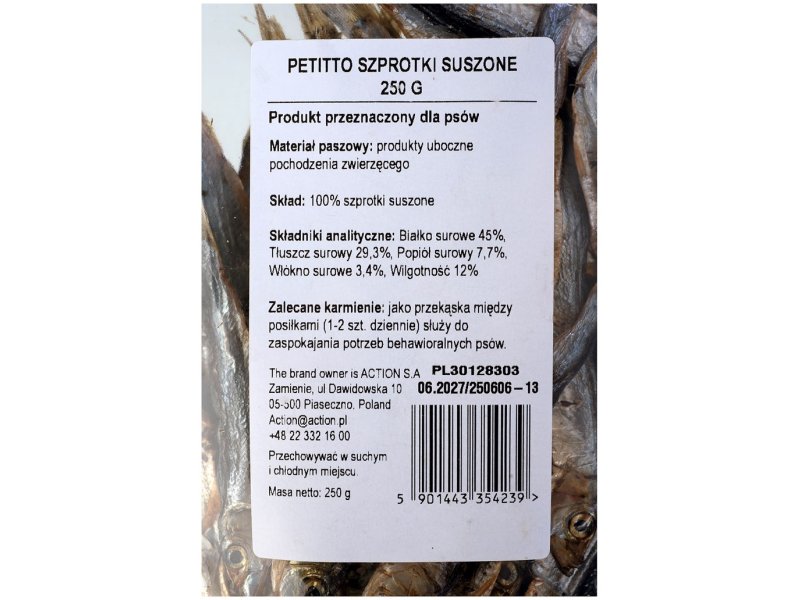 PETITTO SZPROTKI SUSZONE
250 G
Produkt przeznaczony dla psów
Materiał paszowy: produkty uboczne
pochodzenia zwierzęcego
Skład: 100% szprotki suszone
Składniki analityczne: Białko surowe 45%,
Tłuszcz surowy 29,3%, Popiół surowy 7,7%,
Włókno surowe 3,4%, Wilgotność 12%
Zalecane karmienie: jako przekąska między
posiłkami (1-2 szt. dziennie) służy do
zaspokajania potrzeb behawioralnych psów.
The brand owner is ACTION S.A PL30128303
Zamienie, ul Dawidowska 10 06.2027/250606-13
05-500 Piaseczno, Poland
Action@action.pl
+48 22 332 16 00
Przechowywać w suchym
i chłodnym miejscu.
Masa netto: 250 g
5 901443 354239 >